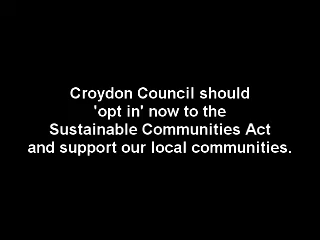 Croydon Council should
'opt in' now to the
Sustainable Communities Act
and support our local communities.